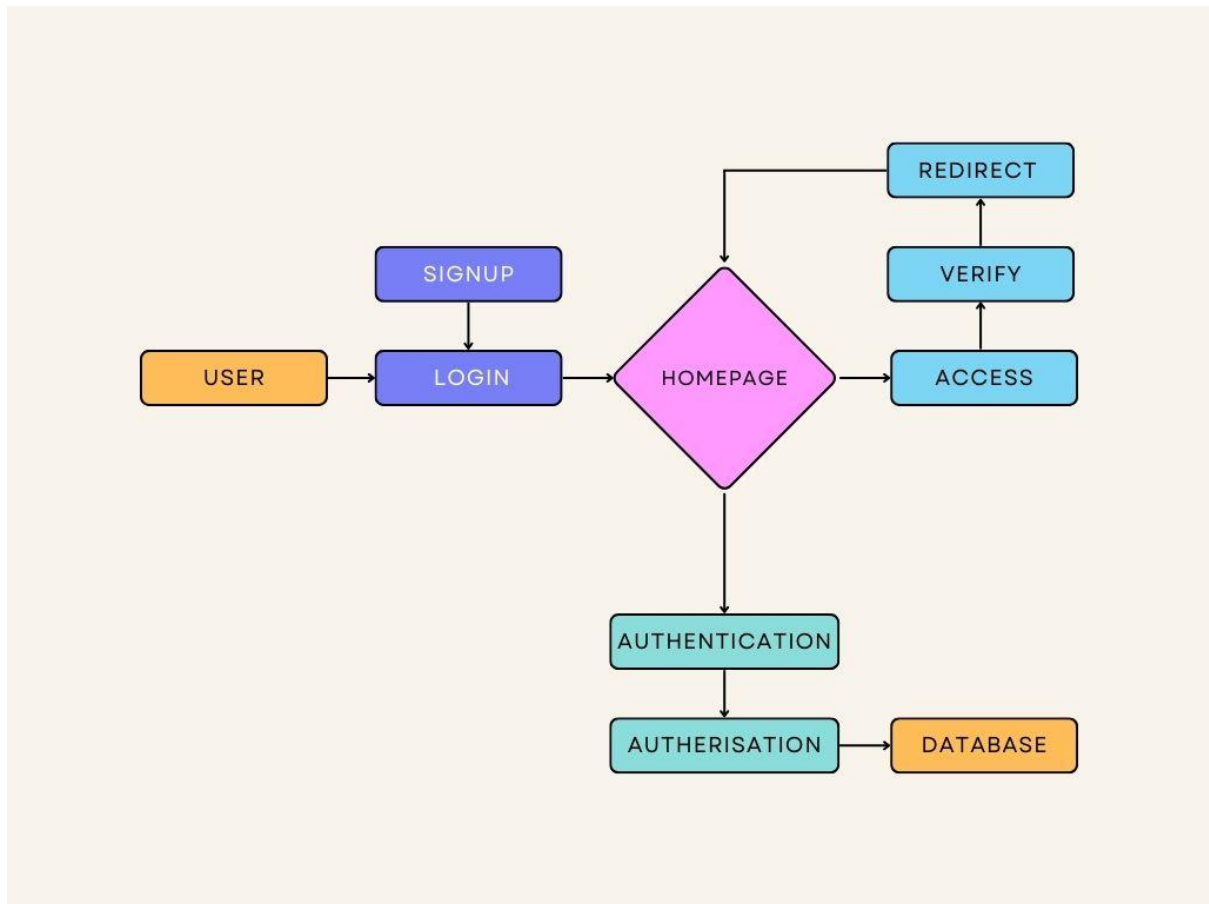 REDIRECT
SIGNUP
VERIFY
USER
LOGIN
HOMEPAGE
ACCESS
AUTHENTICATION
AUTHERISATION
DATABASE